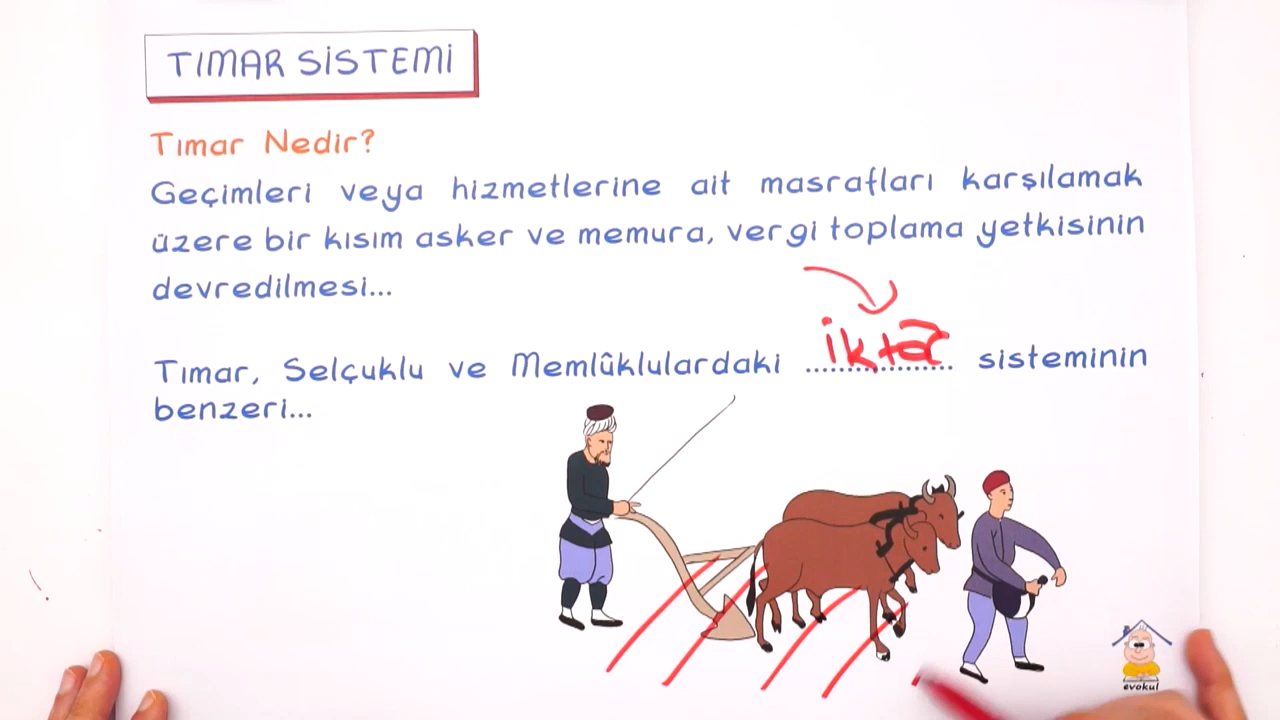 TIMAR SİSTEMİ
Tımar Nedir?
Geçimleri veya hizmetlerine ait masrafları karşılamak
üzere bir kısım asker ve memura, vergi toplama yetkisinin
devredilmesi...
Tımar, Selçuklu ve Memlûklulardaki ..İkta.. sisteminin
benzeri...
evokul